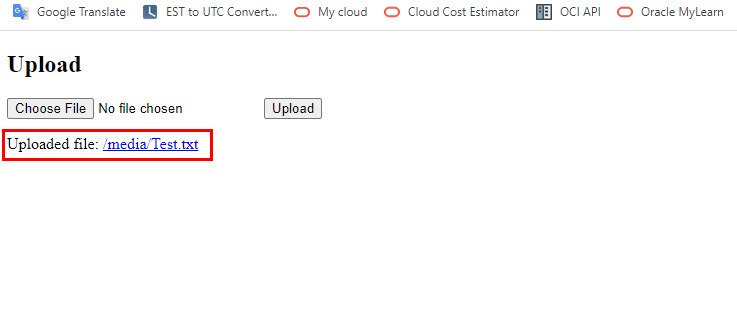 Google Translate EST to UTC Convert... My cloud Cloud Cost Estimator OCI API Oracle MyLearn
Upload
Choose File No file chosen Upload
Uploaded file: /media/Test.txt